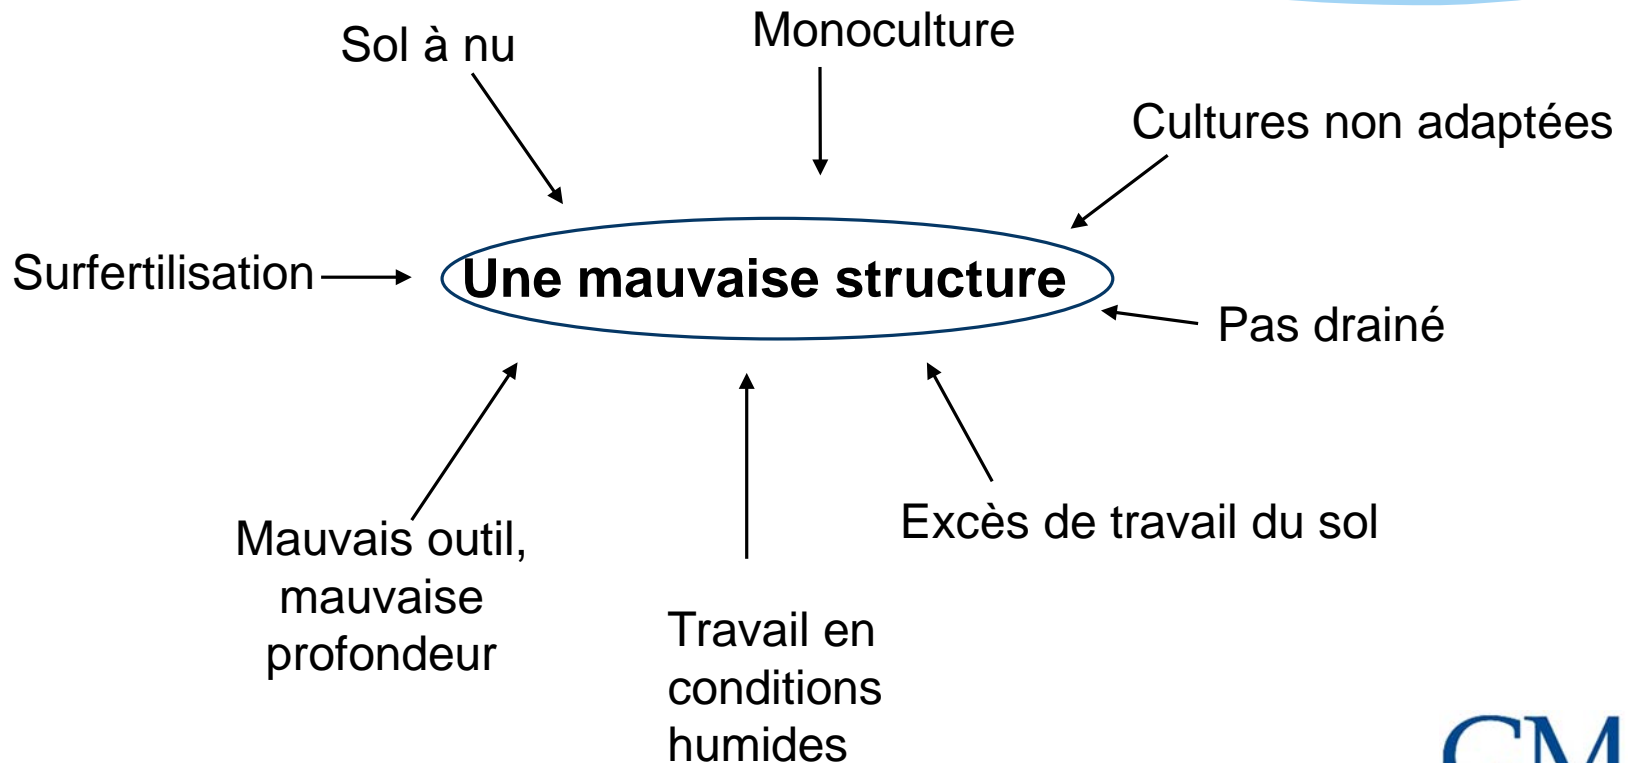 Monoculture
Sol à nu
Cultures non adaptées
Surfertilisation
Une mauvaise structure
Pas drainé
Excès de travail du sol
Mauvais outil,
mauvaise
profondeur
Travail en
conditions
humides
CM